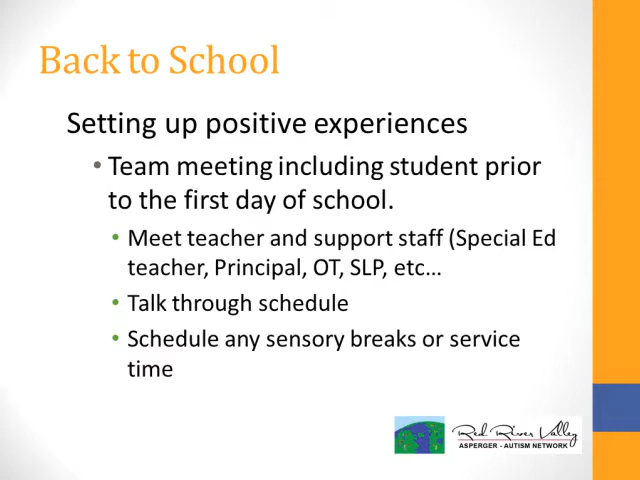 Back to School
Setting up positive experiences
• Team meeting including student prior
to the first day of school.
• Meet teacher and support staff (Special Ed
teacher, Principal, OT, SLP, etc…
• Talk through schedule
• Schedule any sensory breaks or service
time
Red River Valley
ASPERGER - AUTISM NETWORK